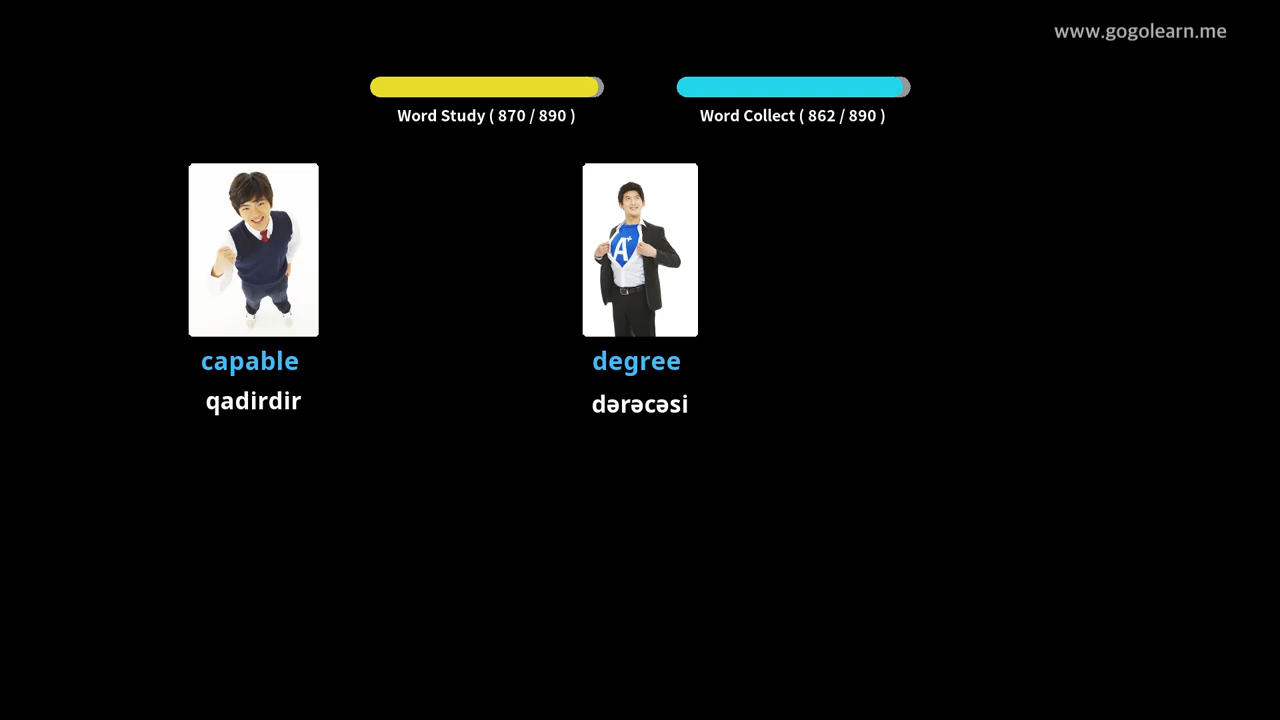 www.gogolearn.me
Word Study ( 870 / 890 )
Word Collect ( 862 / 890 )
A+
capable
degree
qadirdir
dərəcəsi